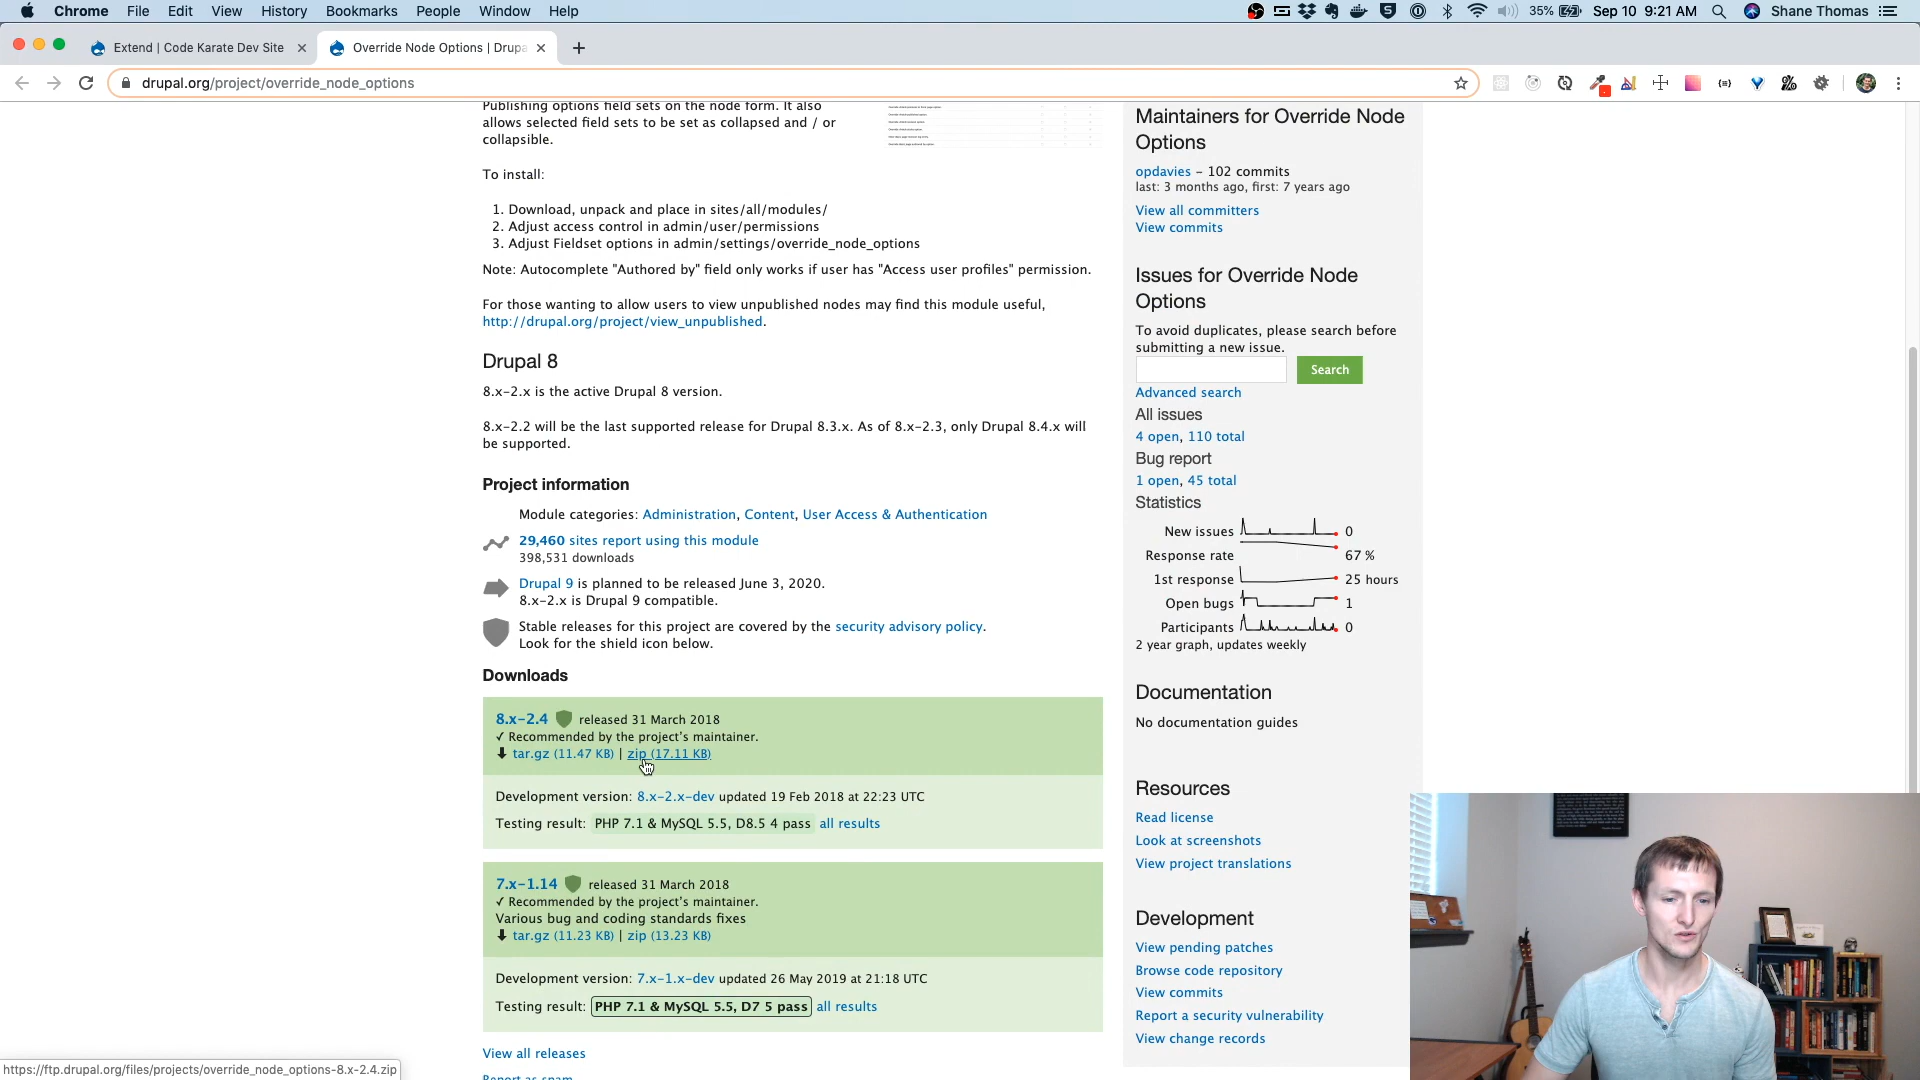 Chrome File Edit View History Bookmarks People Window Help
35% Sep 10 9:21 AM Shane Thomas
Extend | Code Karate Dev Site
Override Node Options | Drupa
drupal.org/project/override_node_options
Publishing options field sets on the node form. It also
allows selected field sets to be set as collapsed and / or
collapsible.
To install:
1. Download, unpack and place in sites/all/modules/
2. Adjust access control in admin/user/permissions
3. Adjust Fieldset options in admin/settings/override_node_options
Note: Autocomplete "Authored by" field only works if user has "Access user profiles" permission.
For those wanting to allow users to view unpublished nodes may find this module useful,
http://drupal.org/project/view_unpublished.
Drupal 8
8.x-2.x is the active Drupal 8 version.
8.x-2.2 will be the last supported release for Drupal 8.3.x. As of 8.x-2.3, only Drupal 8.4.x will
be supported.
Project information
Module categories: Administration, Content, User Access & Authentication
29,460 sites report using this module
398,531 downloads
Drupal 9 is planned to be released June 3, 2020.
8.x-2.x is Drupal 9 compatible.
Stable releases for this project are covered by the security advisory policy.
Look for the shield icon below.
Downloads
8.x-2.4 released 31 March 2018
✓ Recommended by the project's maintainer.
tar.gz (11.47 KB) | zip (17.11 KB)
Development version: 8.x-2.x-dev updated 19 Feb 2018 at 22:23 UTC
Testing result: PHP 7.1 & MySQL 5.5, D8.5 4 pass all results
7.x-1.14 released 31 March 2018
✓ Recommended by the project's maintainer.
Various bug and coding standards fixes
tar.gz (11.23 KB) | zip (13.23 KB)
Development version: 7.x-1.x-dev updated 26 May 2019 at 21:18 UTC
Testing result: PHP 7.1 & MySQL 5.5, D7 5 pass all results
View all releases
Report as spam
https://ftp.drupal.org/files/projects/override_node_options-8.x-2.4.zip
Maintainers for Override Node
Options
opdavies – 102 commits
last: 3 months ago, first: 7 years ago
View all committers
View commits
Issues for Override Node
Options
To avoid duplicates, please search before
submitting a new issue.
Search
Advanced search
All issues
4 open, 110 total
Bug report
1 open, 45 total
Statistics
New issues 0
Response rate 67 %
1st response 25 hours
Open bugs 1
Participants 0
2 year graph, updates weekly
Documentation
No documentation guides
Resources
Read license
Look at screenshots
View project translations
Development
View pending patches
Browse code repository
View commits
Report a security vulnerability
View change records